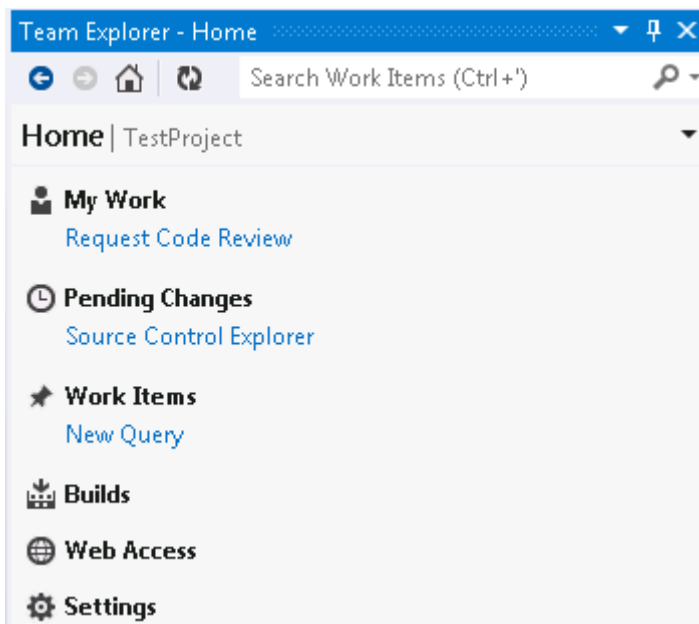 Team Explorer - Home
Search Work Items (Ctrl+')
Home | TestProject
My Work
Request Code Review
Pending Changes
Source Control Explorer
Work Items
New Query
Builds
Web Access
Settings